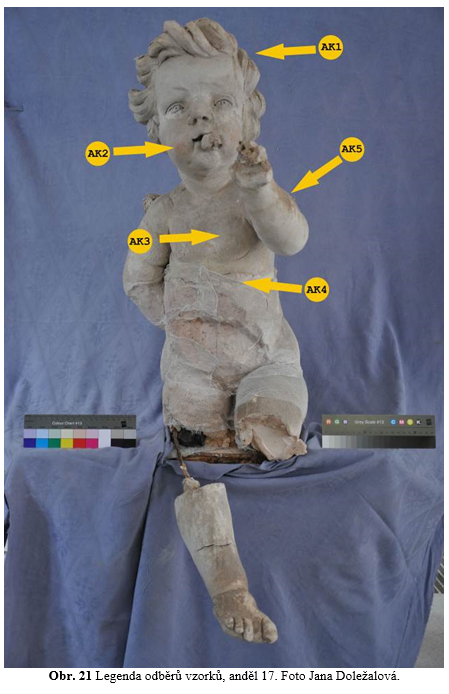 AK1
AK2
AK5
AK3
AK4
Obr. 21 Legenda odběrů vzorků, anděl 17. Foto Jana Doležalová.